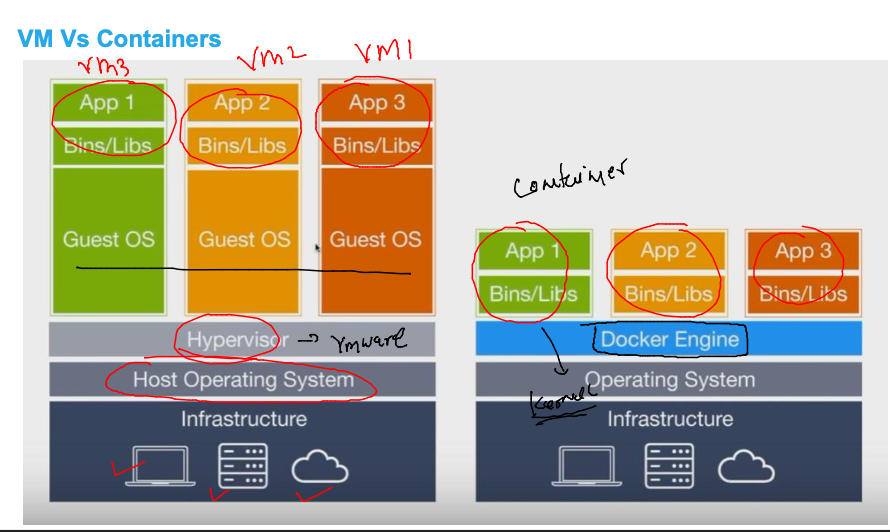 VM Vs Containers
VM3 VM2 VM1
App 1 App 2 App 3
Bins/Libs Bins/Libs Bins/Libs
Guest OS Guest OS Guest OS
Hypervisor → Vmware
Host Operating System
Infrastructure
Container
App 1 App 2 App 3
Bins/Libs Bins/Libs Bins/Libs
Docker Engine
Operating System
Kernel
Infrastructure